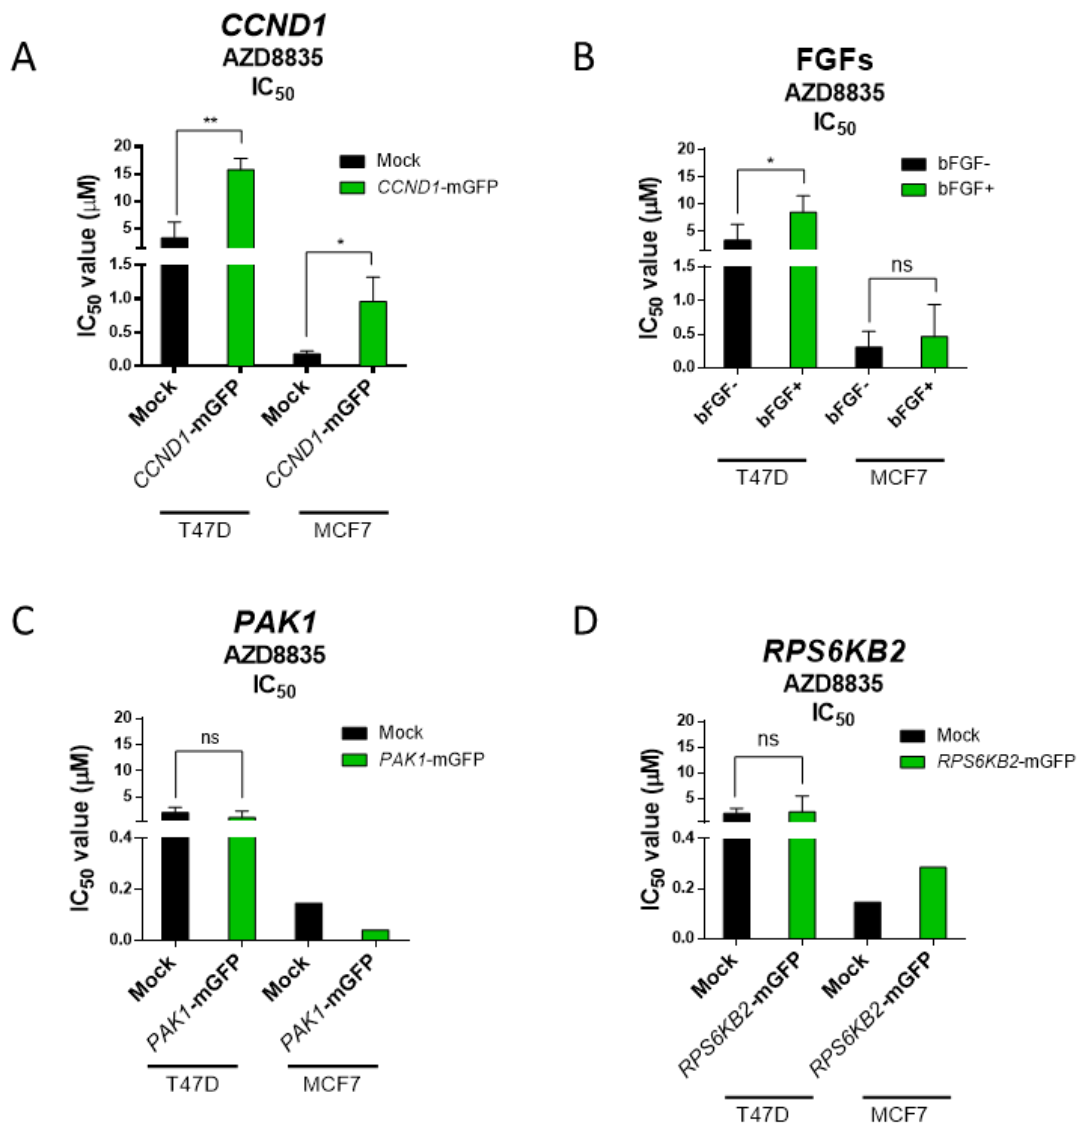 A
CCND1
AZD8835
IC50
**
Mock
CCND1-mGFP
*
IC50 value (μM)
20
15
10
5
1.5
1.0
0.5
0.0
Mock
CCND1-mGFP
Mock
CCND1-mGFP
T47D
MCF7
B
FGFs
AZD8835
IC50
*
bFGF-
bFGF+
ns
IC50 value (μM)
20
15
10
5
1.5
1.0
0.5
0.0
bFGF-
bFGF+
bFGF-
bFGF+
T47D
MCF7
C
PAK1
AZD8835
IC50
ns
Mock
PAK1-mGFP
IC50 value (μM)
20
15
10
5
0.4
0.2
0.0
Mock
PAK1-mGFP
Mock
PAK1-mGFP
T47D
MCF7
D
RPS6KB2
AZD8835
IC50
ns
Mock
RPS6KB2-mGFP
IC50 value (μM)
20
15
10
5
0.4
0.2
0.0
Mock
RPS6KB2-mGFP
Mock
RPS6KB2-mGFP
T47D
MCF7